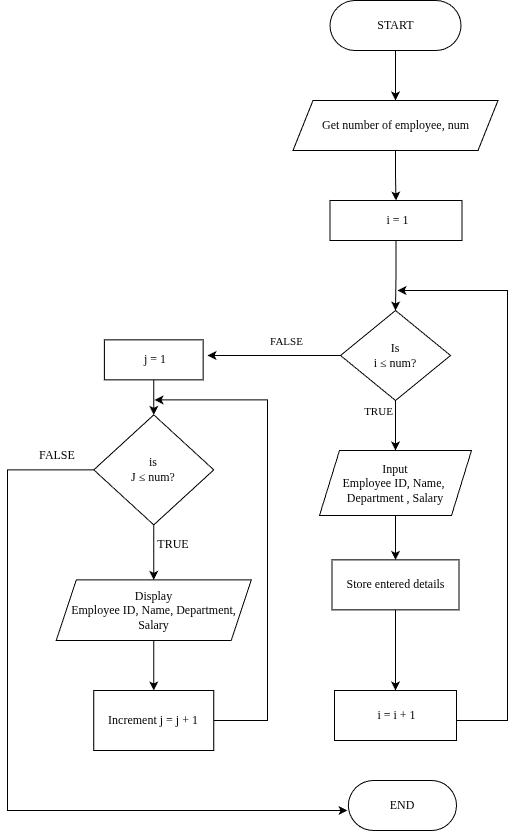 START
Get number of employee, num
i = 1
Is
i ≤ num?
FALSE
TRUE
Input
Employee ID, Name,
Department , Salary
Store entered details
i = i + 1
j = 1
is
J ≤ num?
FALSE
TRUE
Display
Employee ID, Name, Department,
Salary
Increment j = j + 1
END